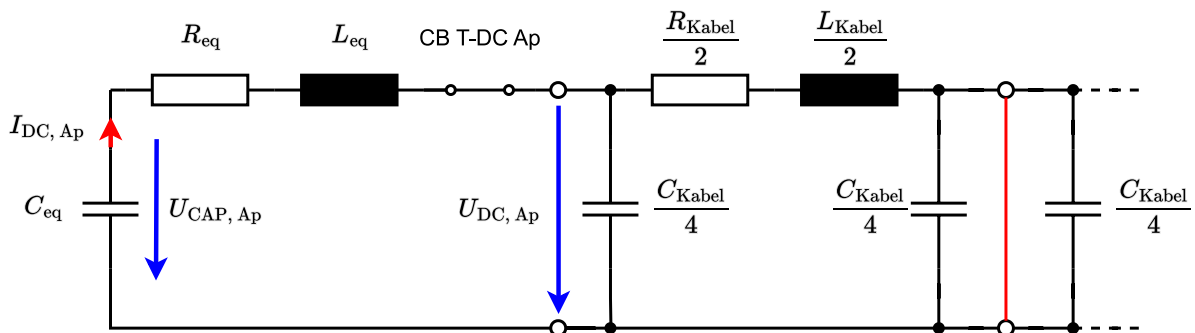 R_eq
L_eq
CB T-DC Ap
R_Kabel/2
L_Kabel/2
I_DC, Ap
C_eq
U_CAP, Ap
U_DC, Ap
C_Kabel/4
C_Kabel/4
C_Kabel/4